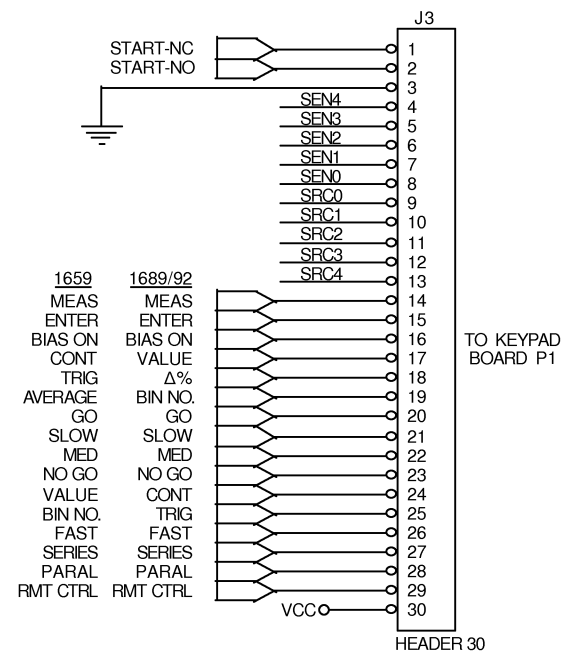 J3
START-NC 1
START-NO 2
3
SEN4 4
SEN3 5
SEN2 6
SEN1 7
SEN0 8
SRC0 9
SRC1 10
SRC2 11
SRC3 12
SRC4 13
1659 1689/92
MEAS MEAS 14
ENTER ENTER 15
BIAS ON BIAS ON 16 TO KEYPAD
CONT VALUE 17 BOARD P1
TRIG Δ% 18
AVERAGE BIN NO. 19
GO GO 20
SLOW SLOW 21
MED MED 22
NO GO NO GO 23
VALUE CONT 24
BIN NO. TRIG 25
FAST FAST 26
SERIES SERIES 27
PARAL PARAL 28
RMT CTRL RMT CTRL 29
VCC 30
HEADER 30